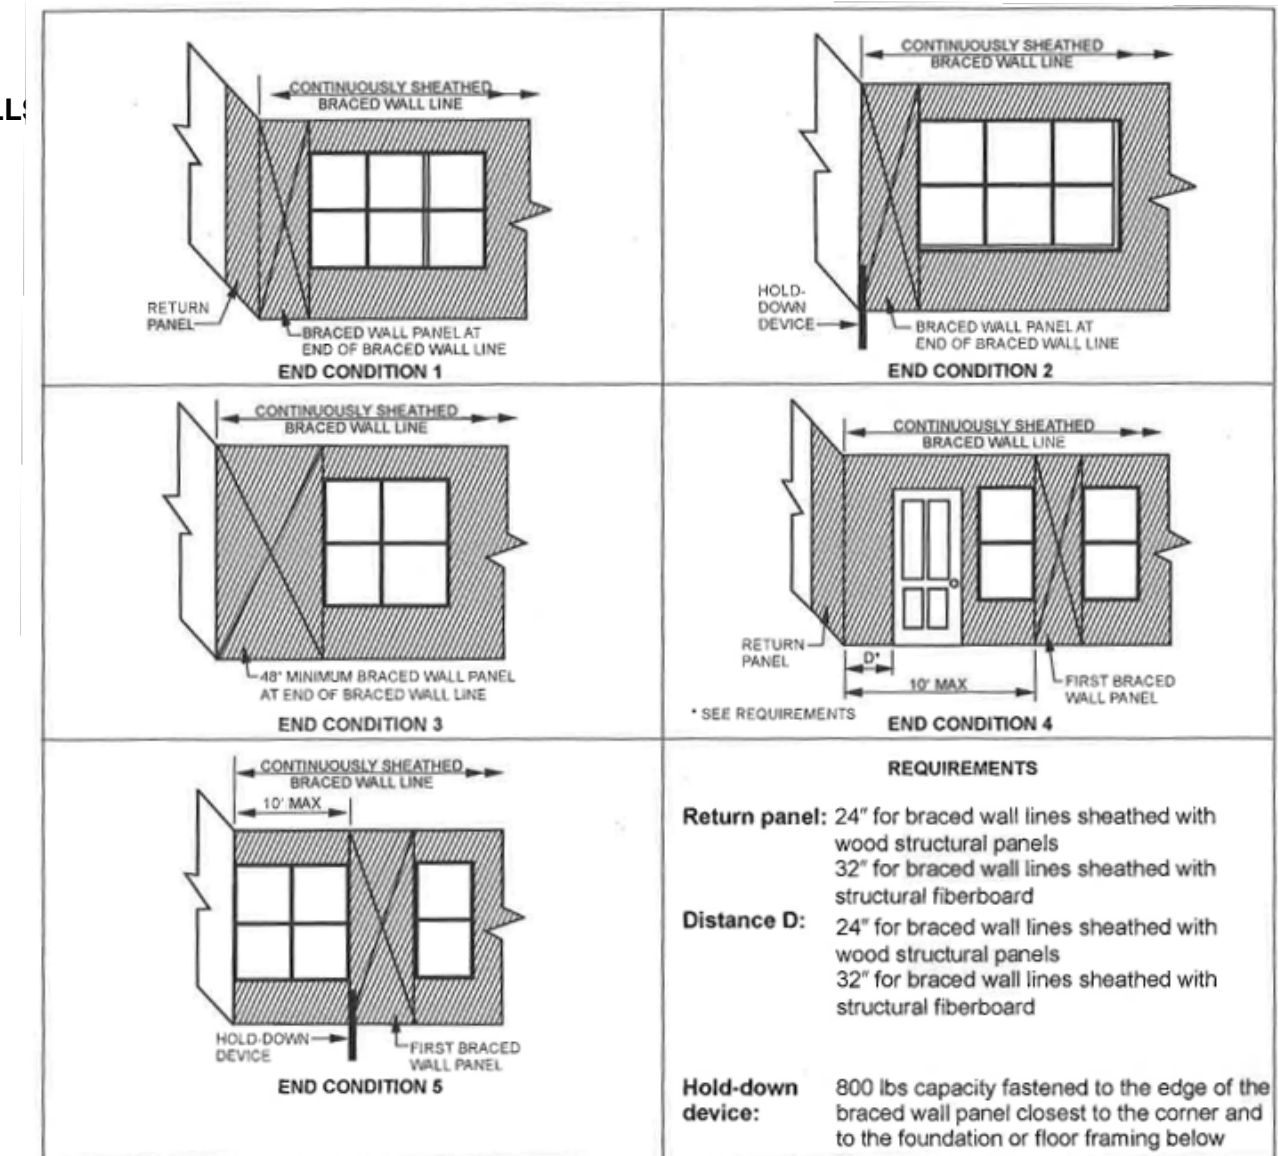 LLS
CONTINUOUSLY SHEATHED
BRACED WALL LINE
RETURN
PANEL
BRACED WALL PANEL AT
END OF BRACED WALL LINE
END CONDITION 1
CONTINUOUSLY SHEATHED
BRACED WALL LINE
HOLD-
DOWN
DEVICE
BRACED WALL PANEL AT
END OF BRACED WALL LINE
END CONDITION 2
CONTINUOUSLY SHEATHED
BRACED WALL LINE
48" MINIMUM BRACED WALL PANEL
AT END OF BRACED WALL LINE
END CONDITION 3
CONTINUOUSLY SHEATHED
BRACED WALL LINE
RETURN
PANEL
D*
10' MAX
FIRST BRACED
WALL PANEL
* SEE REQUIREMENTS
END CONDITION 4
CONTINUOUSLY SHEATHED
BRACED WALL LINE
10' MAX
HOLD-DOWN
DEVICE
FIRST BRACED
WALL PANEL
END CONDITION 5
REQUIREMENTS
Return panel: 24" for braced wall lines sheathed with
wood structural panels
32" for braced wall lines sheathed with
structural fiberboard
Distance D: 24" for braced wall lines sheathed with
wood structural panels
32" for braced wall lines sheathed with
structural fiberboard
Hold-down 800 lbs capacity fastened to the edge of the
device: braced wall panel closest to the corner and
to the foundation or floor framing below